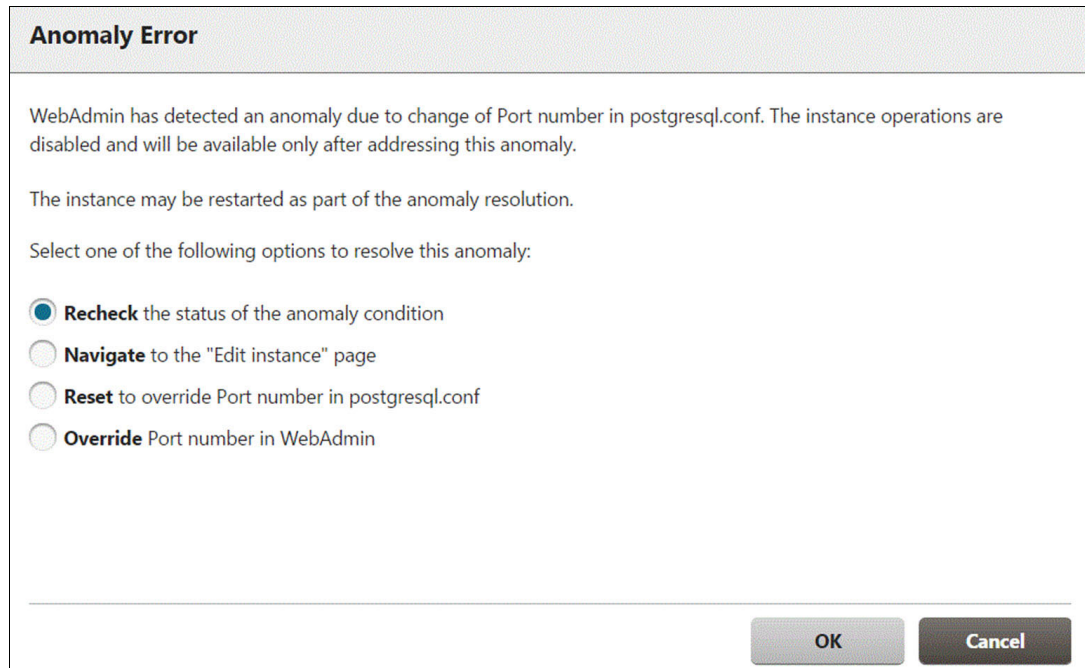 Anomaly Error
WebAdmin has detected an anomaly due to change of Port number in postgresql.conf. The instance operations are
disabled and will be available only after addressing this anomaly.
The instance may be restarted as part of the anomaly resolution.
Select one of the following options to resolve this anomaly:
Recheck the status of the anomaly condition
Navigate to the "Edit instance" page
Reset to override Port number in postgresql.conf
Override Port number in WebAdmin
OK Cancel